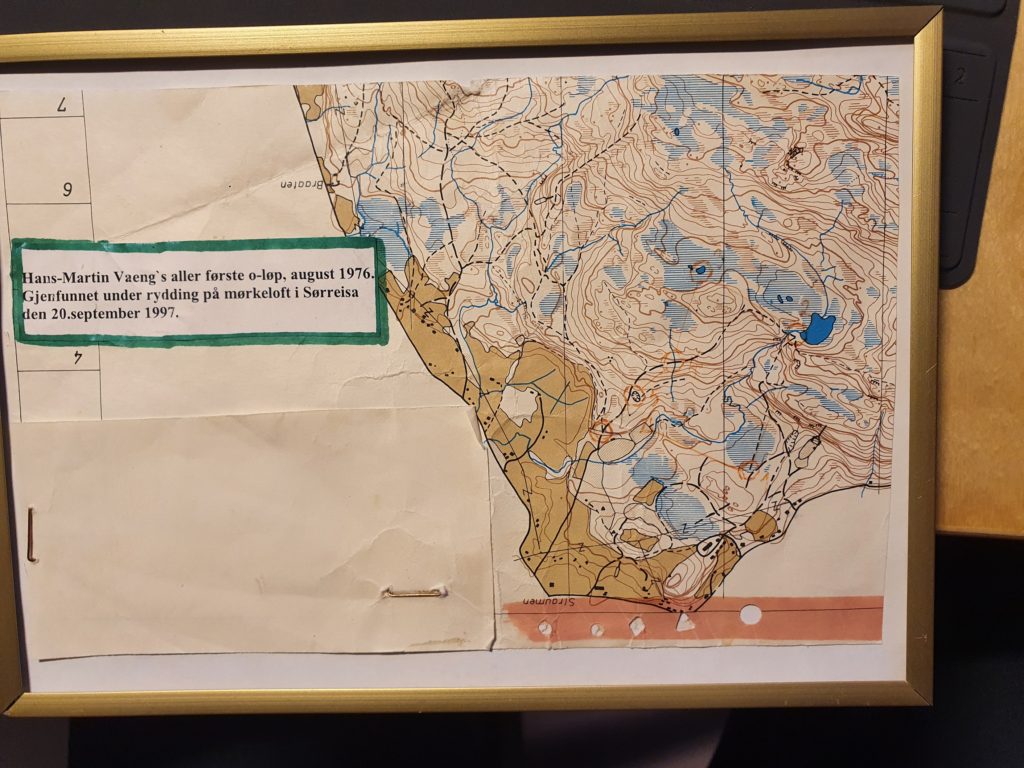 7
6
Braaten
Hans-Martin Vaeng`s aller første o-løp, august 1976.
Gjenfunnet under rydding på mørkeloft i Sørreisa
den 20.september 1997.
4
Straumen
2